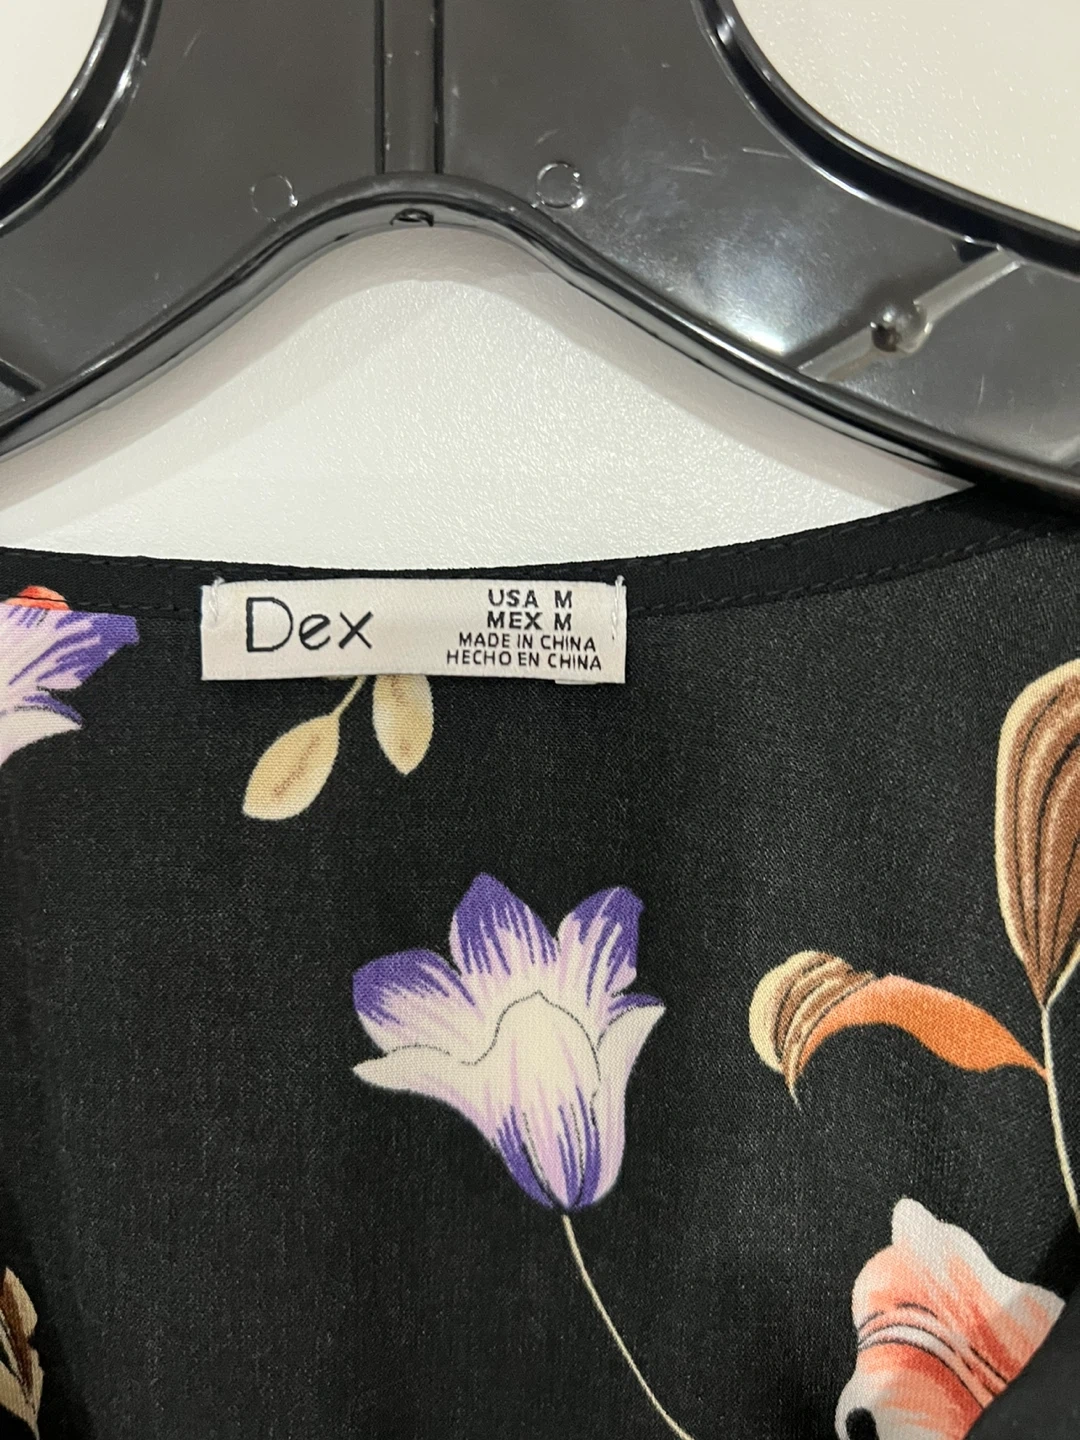 Dex
USA M
MEX M
MADE IN CHINA
HECHO EN CHINA